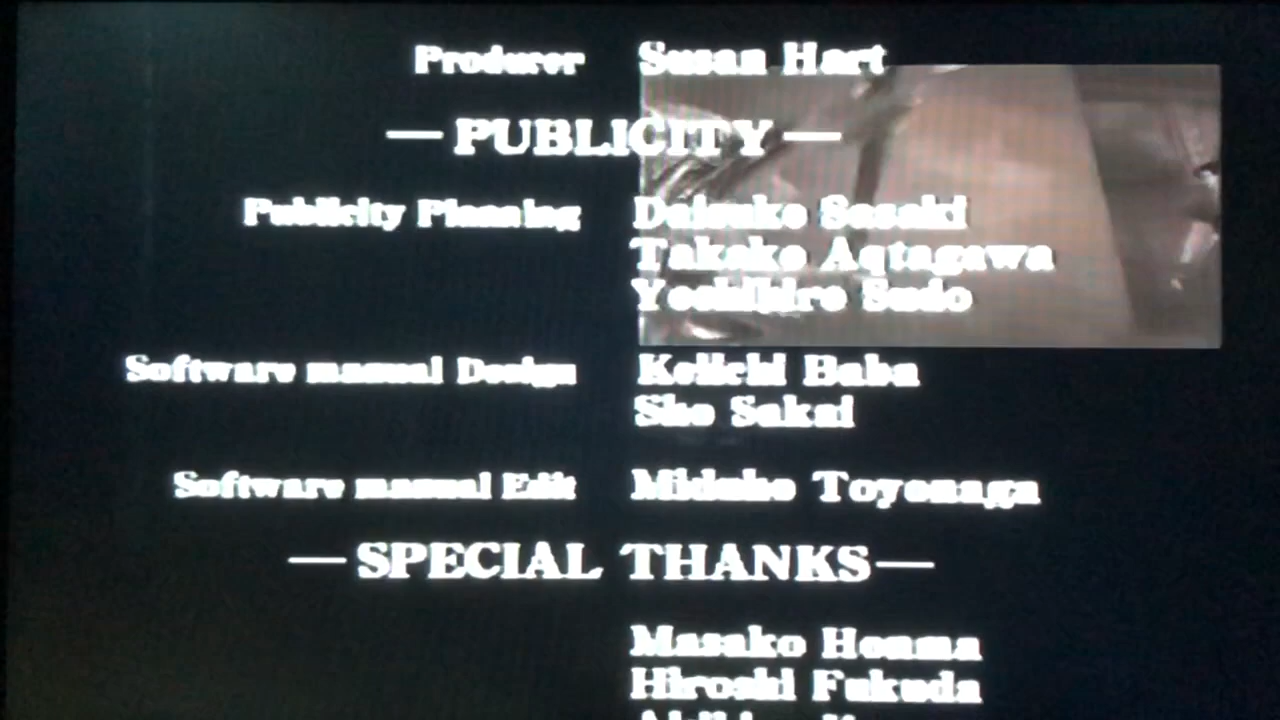 Producer Susan Hart
— PUBLICITY —
Publicity Planning Daisuke Sasaki
Takako Aqtagawa
Yoshihiro Sudo
Software manual Design Keiichi Baba
Sho Sakai
Software manual Edit Toyonaga
— SPECIAL THANKS —
Masako Honma
Hiroshi Fukuda